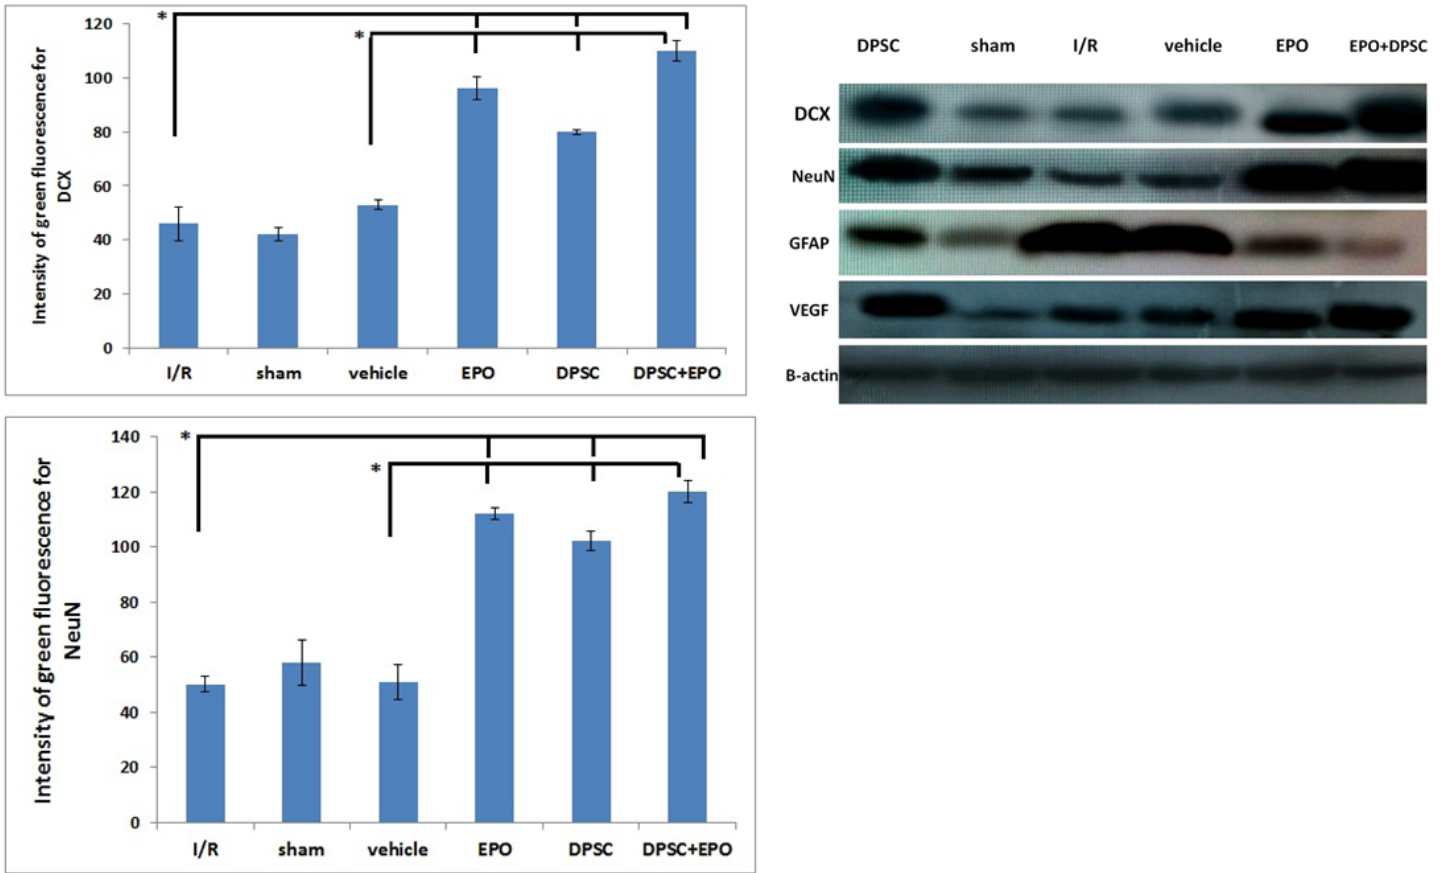 Intensity of green fluorescence for
DCX
120
100
80
60
40
20
0
*
*
I/R sham vehicle EPO DPSC DPSC+EPO
DPSC sham I/R vehicle EPO EPO+DPSC
DCX
NeuN
GFAP
VEGF
B-actin
Intensity of green fluorescence for
NeuN
140
120
100
80
60
40
20
0
*
*
I/R sham vehicle EPO DPSC DPSC+EPO